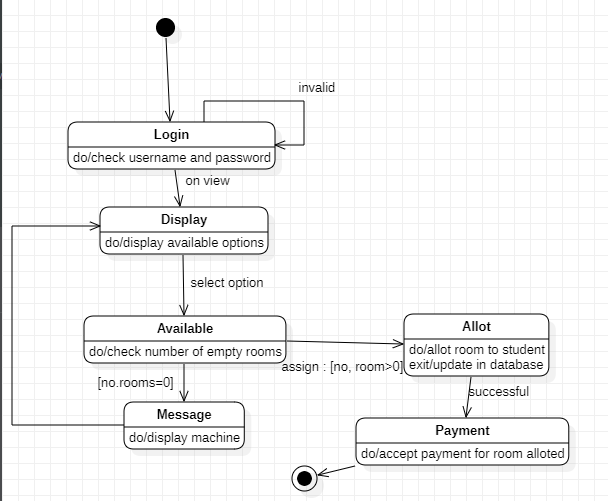 invalid
Login
do/check username and password
on view
Display
do/display available options
select option
Available
do/check number of empty rooms
Allot
do/allot room to student
exit/update in database
assign : [no, room>0]
[no.rooms=0]
successful
Message
do/display machine
Payment
do/accept payment for room alloted